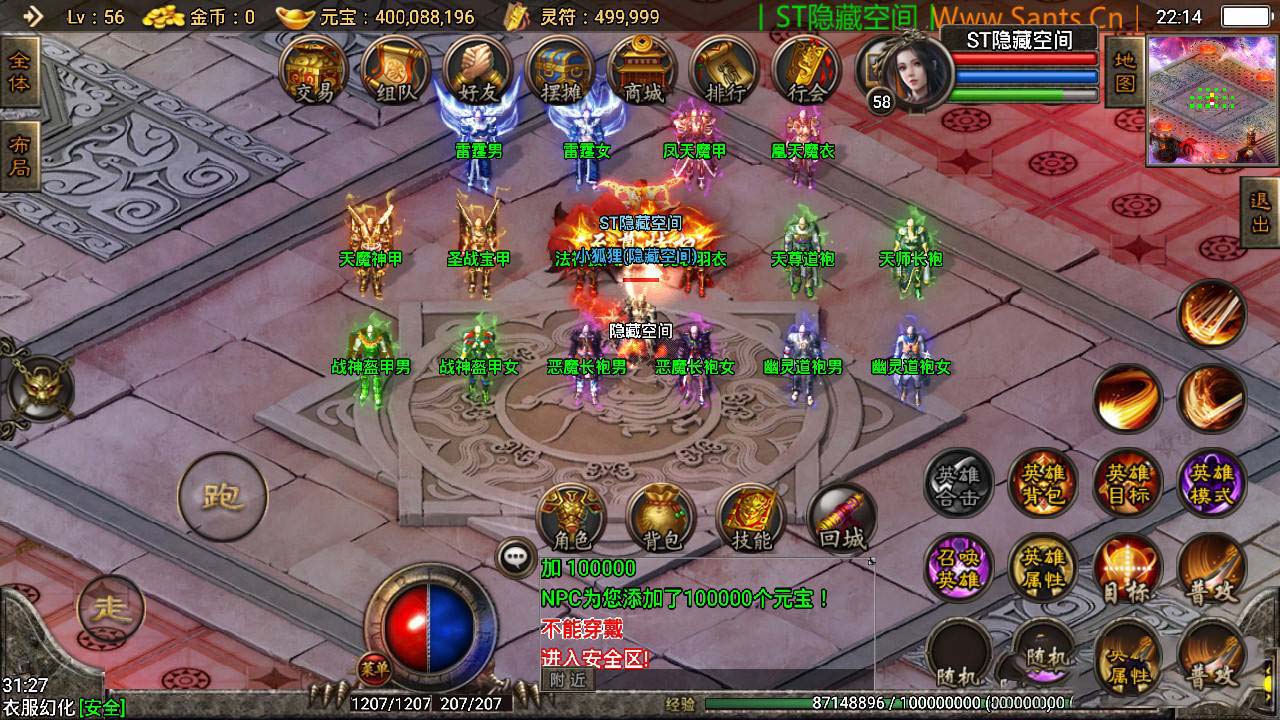 Lv：56 金币：0 元宝：400,088,196 灵符：499,999 | ST隐藏空间 | Www.Sants.Cn | 22:14
全体
布局
交易 组队 好友 摆摊 商城 排行 行会
ST隐藏空间
58
地图
退出
雷霆男 雷霆女 凤天魔甲 凰天魔衣
ST隐藏空间
天魔神甲 圣战宝甲 小狐狸(隐藏空间) 羽衣 天尊道袍 天师长袍
隐藏空间
战神盔甲男 战神盔甲女 恶魔长袍男 恶魔长袍女 幽灵道袍男 幽灵道袍女
跑
走
英雄合击 英雄背包 英雄目标 英雄模式
角色 背包 技能 回城
召唤英雄 英雄属性 目标 普攻
随机 随机 英雄属性 普攻
加 100000
NPC为您添加了100000个元宝！
不能穿戴
进入安全区!
附近
菜单
31:27
衣服幻化 [安全]
1207/1207 207/207
经验 87148896 / 100000000